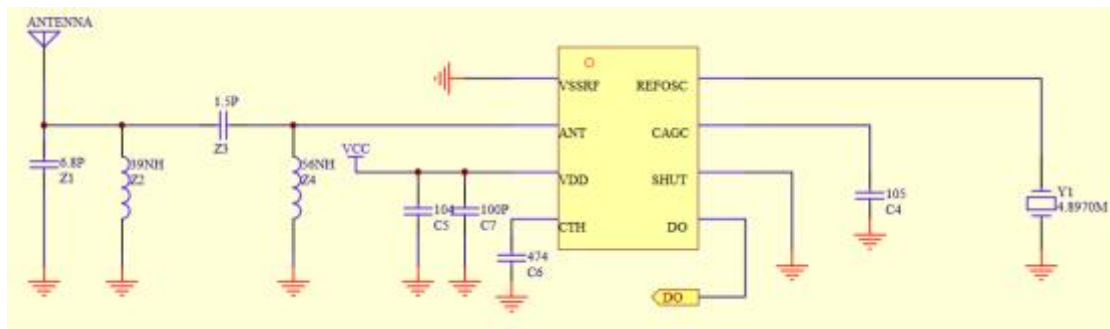 ANTENNA
VSSRF
REFOSC
1.5P
Z3
ANT
CAGC
6.8P
Z1
39NH
Z2
56NH
Z4
VCC
VDD
SHUT
104
C5
100P
C7
105
C4
Y1
4.8970M
CTH
DO
474
C6
DO